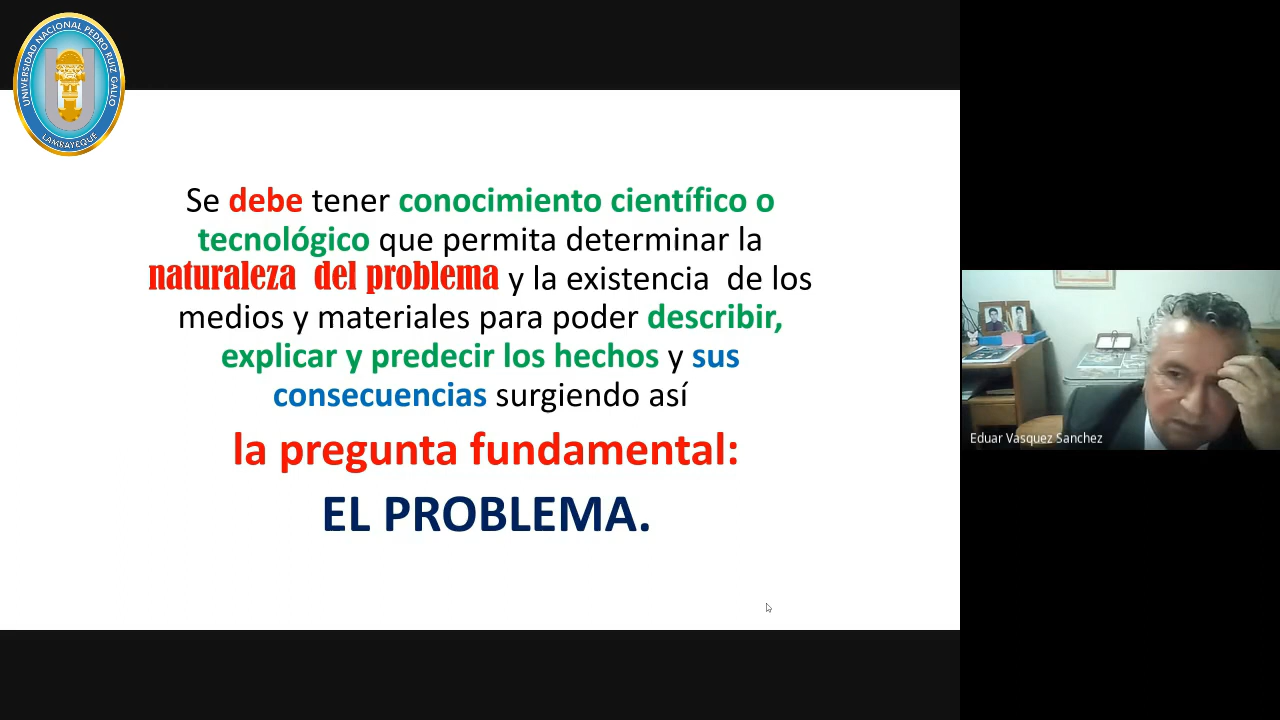 UNIVERSIDAD NACIONAL PEDRO RUIZ GALLO
LAMBAYEQUE
Se debe tener conocimiento científico o
tecnológico que permita determinar la
naturaleza del problema y la existencia de los
medios y materiales para poder describir,
explicar y predecir los hechos y sus
consecuencias surgiendo así
la pregunta fundamental:
EL PROBLEMA.
Eduar Vasquez Sanchez